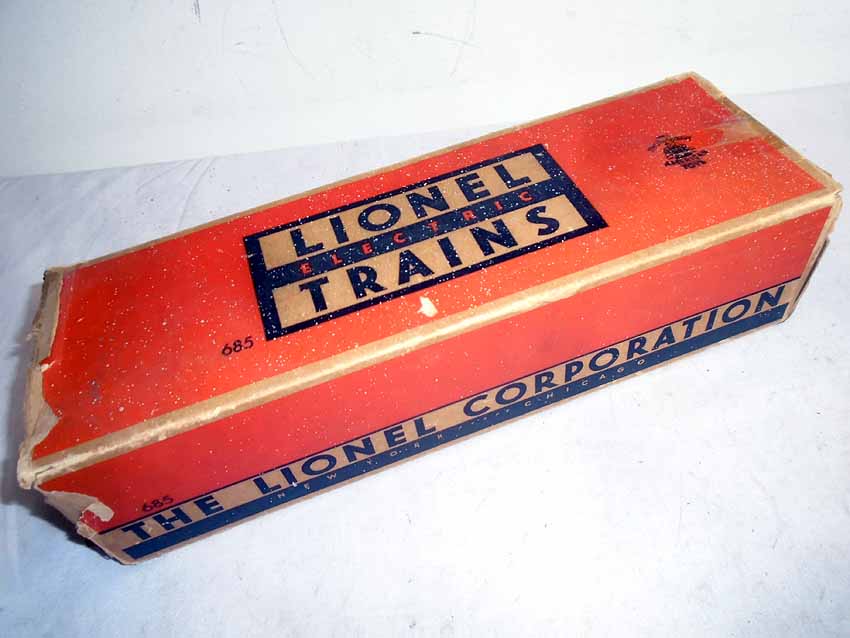 LIONEL
ELECTRIC
TRAINS
685
685
THE LIONEL CORPORATION
NEW YORK CHICAGO